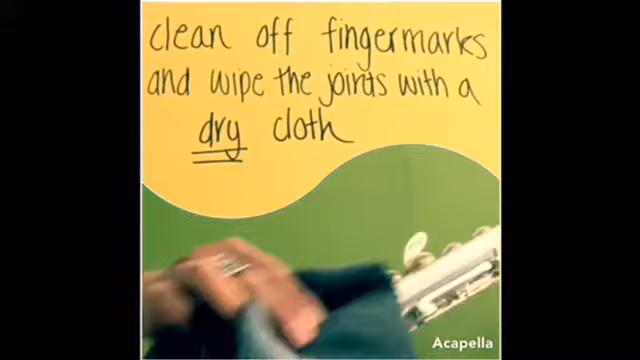 clean off fingermarks
and wipe the joints with a
dry cloth
Acapella